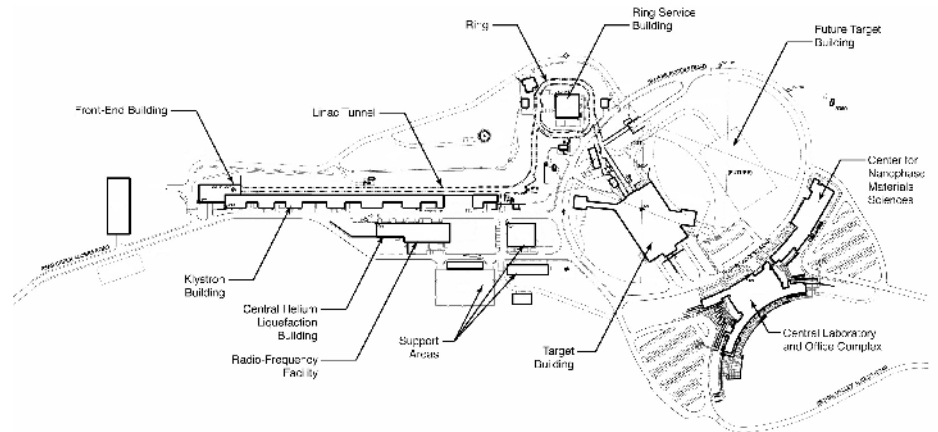 Ring
Ring Service
Building
Future Target
Building
Front-End Building
Linac Tunnel
Center for
Nanophase
Materials
Sciences
Klystron
Building
Central Helium
Liquefaction
Building
Radio-Frequency
Facility
Support
Areas
Target
Building
Central Laboratory
and Office Complex